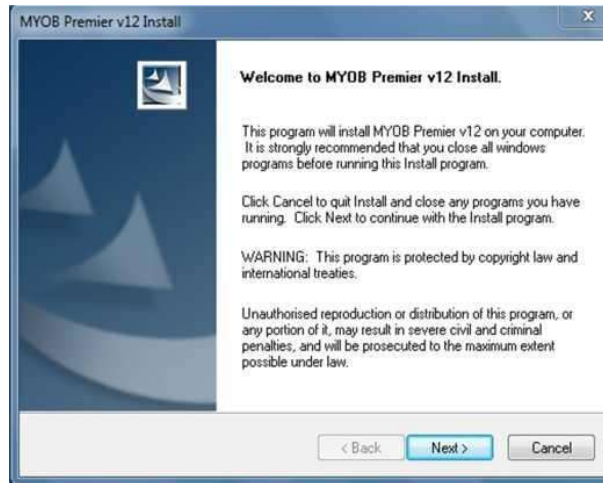 MYOB Premier v12 Install
x
Welcome to MYOB Premier v12 Install.
This program will install MYOB Premier v12 on your computer.
It is strongly recommended that you close all windows
programs before running this Install program.
Click Cancel to quit Install and close any programs you have
running. Click Next to continue with the Install program.
WARNING: This program is protected by copyright law and
international treaties.
Unauthorised reproduction or distribution of this program, or
any portion of it, may result in severe civil and criminal
penalties, and will be prosecuted to the maximum extent
possible under law.
< Back Next > Cancel